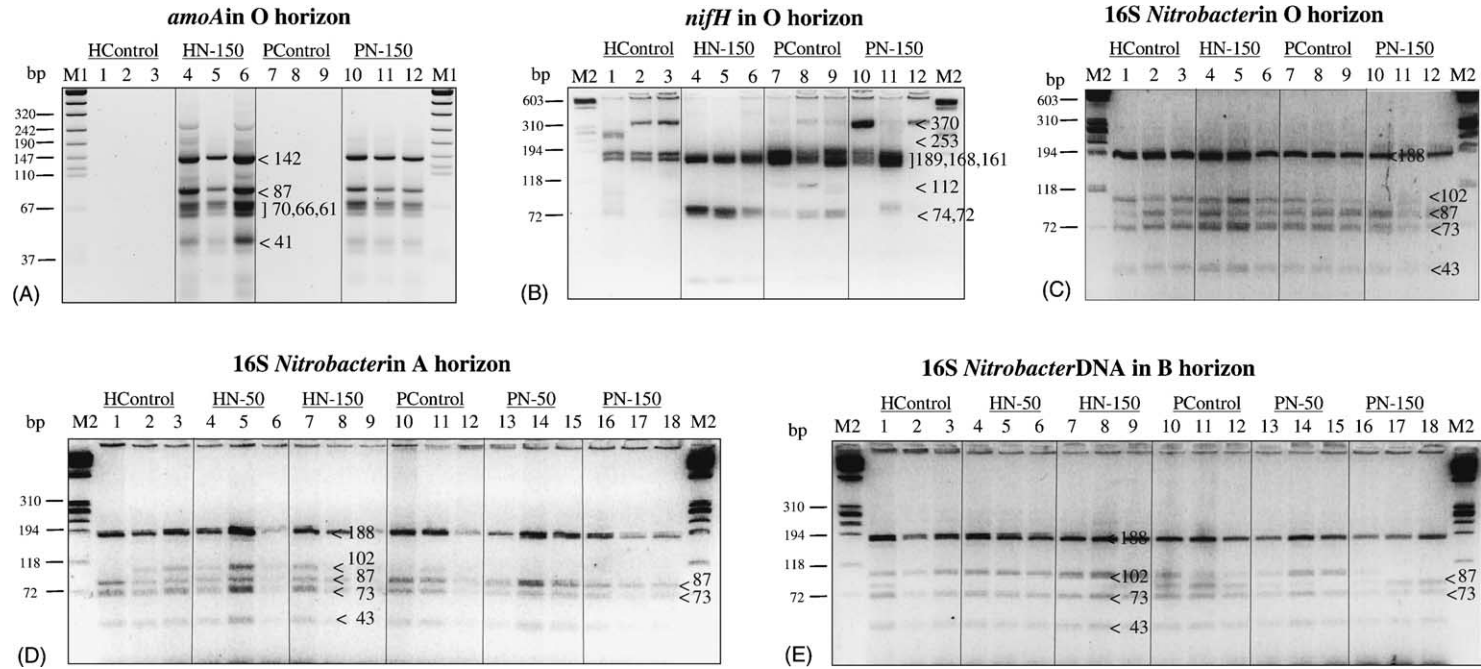 amoAin O horizon
HControl HN-150 PControl PN-150
bp M1 1 2 3 4 5 6 7 8 9 10 11 12 M1
320
242
190
147
110
67
37
< 142
< 87
] 70,66,61
< 41
(A)
nifH in O horizon
HControl HN-150 PControl PN-150
bp M2 1 2 3 4 5 6 7 8 9 10 11 12 M2
603
310
194
118
72
< 370
< 253
]189,168,161
< 112
< 74,72
(B)
16S Nitrobacterin O horizon
HControl HN-150 PControl PN-150
bp M2 1 2 3 4 5 6 7 8 9 10 11 12 M2
603
310
194
118
72
<188
<102
<87
<73
<43
(C)
16S Nitrobacterin A horizon
HControl HN-50 HN-150 PControl PN-50 PN-150
bp M2 1 2 3 4 5 6 7 8 9 10 11 12 13 14 15 16 17 18 M2
310
194
118
72
<188
102
<
< 87
< 73
< 43
< 87
< 73
(D)
16S NitrobacterDNA in B horizon
HControl HN-50 HN-150 PControl PN-50 PN-150
bp M2 1 2 3 4 5 6 7 8 9 10 11 12 13 14 15 16 17 18 M2
310
194
118
72
<188
<102
< 73
< 43
87
<
<73
(E)